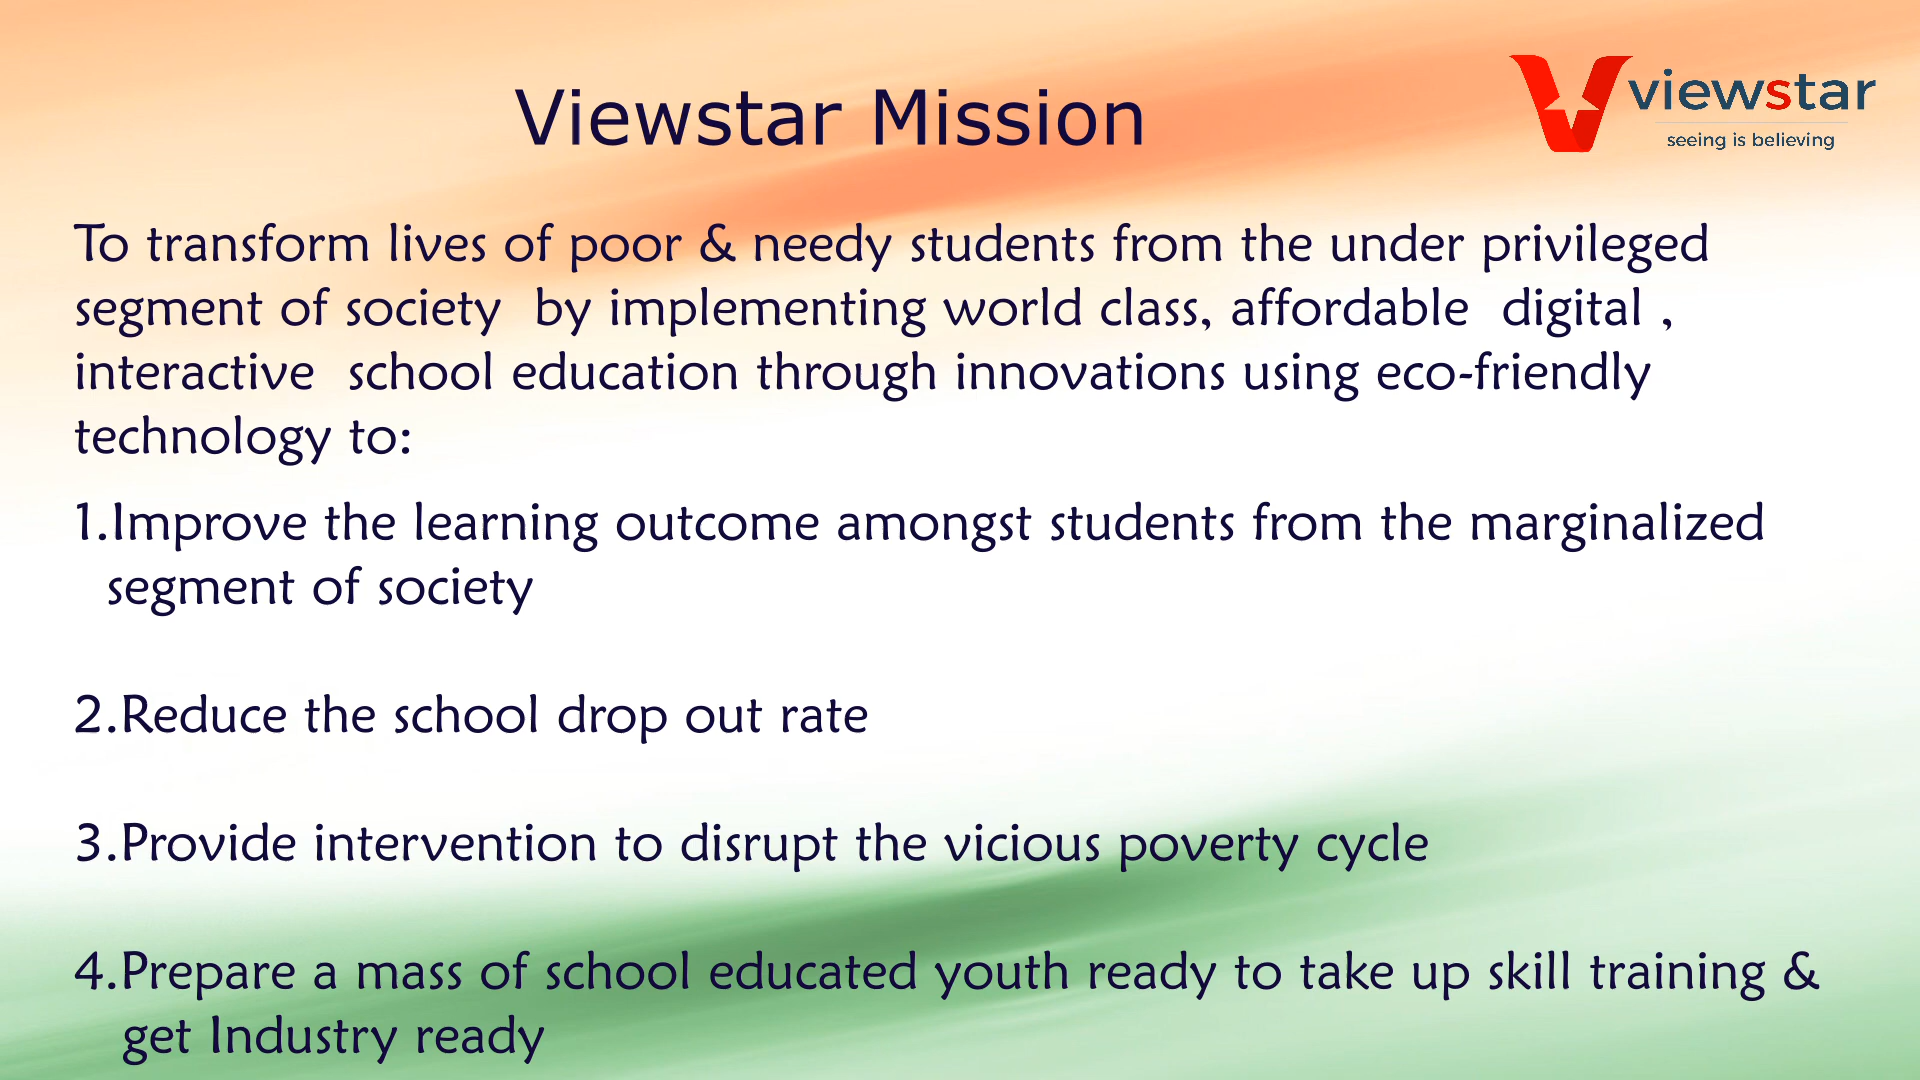 Viewstar Mission
viewstar
seeing is believing
To transform lives of poor & needy students from the under privileged
segment of society  by implementing world class, affordable  digital ,
interactive  school education through innovations using eco-friendly
technology to:
1.Improve the learning outcome amongst students from the marginalized
segment of society
2.Reduce the school drop out rate
3.Provide intervention to disrupt the vicious poverty cycle
4.Prepare a mass of school educated youth ready to take up skill training &
get Industry ready